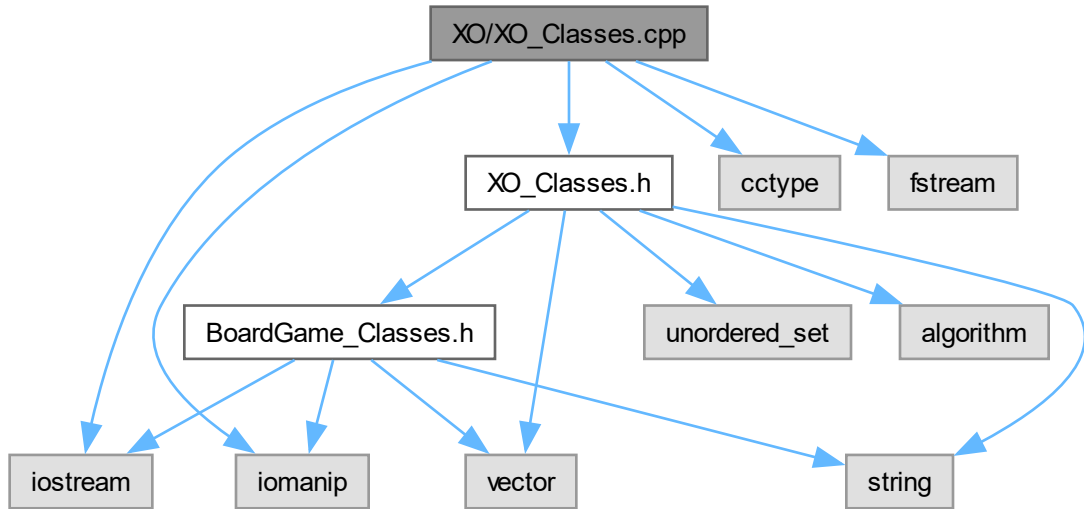 XO/XO_Classes.cpp
XO_Classes.h
cctype
fstream
BoardGame_Classes.h
unordered_set
algorithm
iostream
iomanip
vector
string